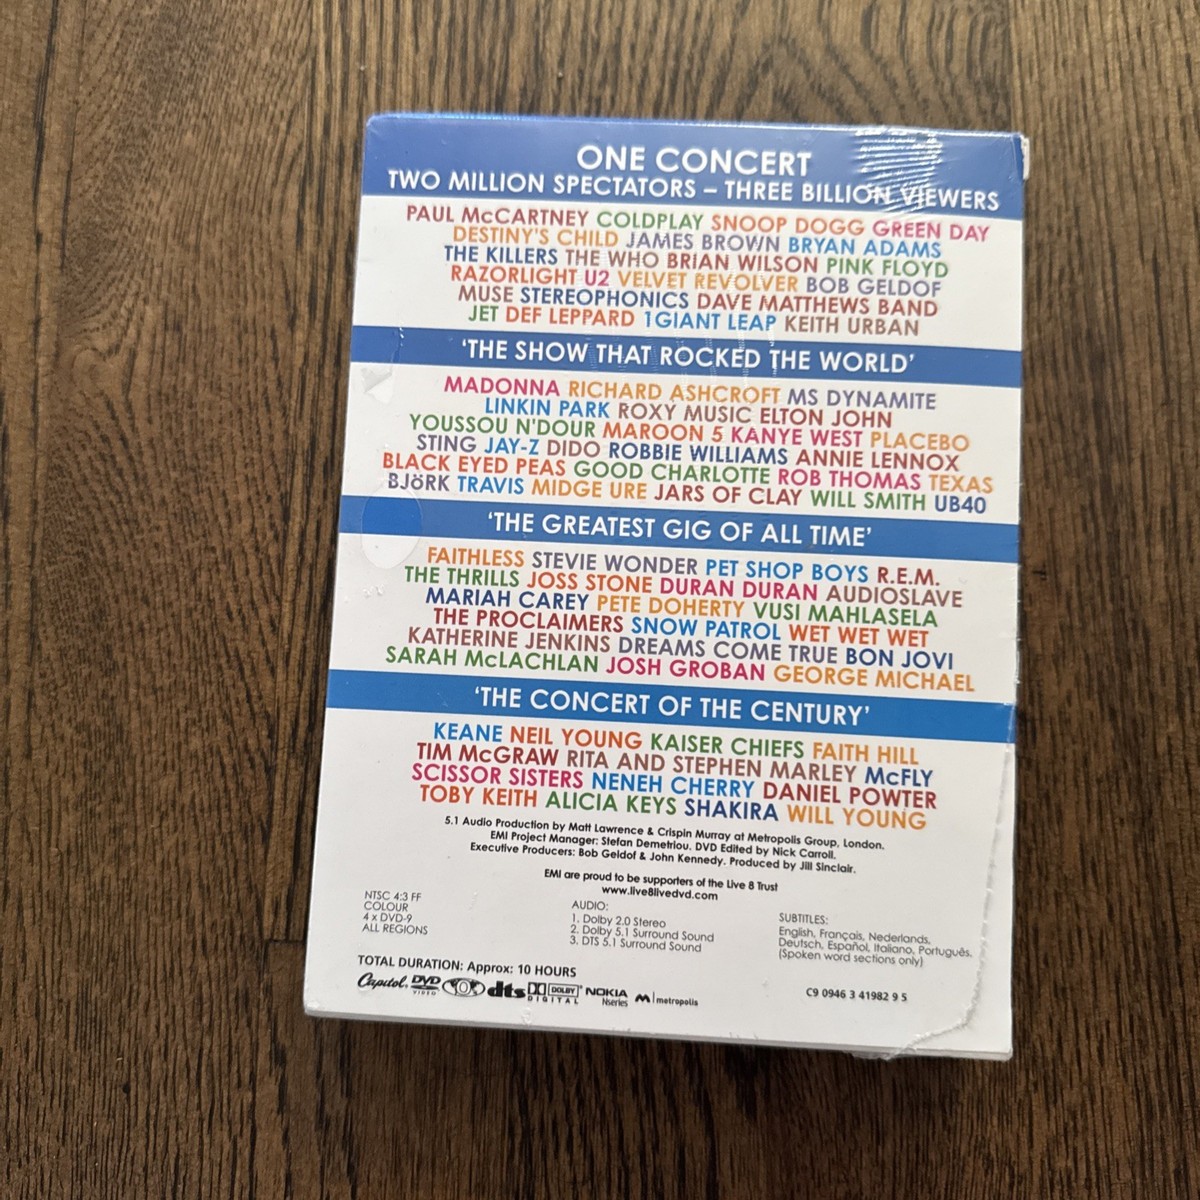 ONE CONCERT
TWO MILLION SPECTATORS – THREE BILLION VIEWERS
PAUL McCARTNEY COLDPLAY SNOOP DOGG GREEN DAY
DESTINY'S CHILD JAMES BROWN BRYAN ADAMS
THE KILLERS THE WHO BRIAN WILSON PINK FLOYD
RAZORLIGHT U2 VELVET REVOLVER BOB GELDOF
MUSE STEREOPHONICS DAVE MATTHEWS BAND
JET DEF LEPPARD 1GIANT LEAP KEITH URBAN
'THE SHOW THAT ROCKED THE WORLD'
MADONNA RICHARD ASHCROFT MS DYNAMITE
LINKIN PARK ROXY MUSIC ELTON JOHN
YOUSSOU N'DOUR MAROON 5 KANYE WEST PLACEBO
STING JAY-Z DIDO ROBBIE WILLIAMS ANNIE LENNOX
BLACK EYED PEAS GOOD CHARLOTTE ROB THOMAS TEXAS
BJöRK TRAVIS MIDGE URE JARS OF CLAY WILL SMITH UB40
'THE GREATEST GIG OF ALL TIME'
FAITHLESS STEVIE WONDER PET SHOP BOYS R.E.M.
THE THRILLS JOSS STONE DURAN DURAN AUDIOSLAVE
MARIAH CAREY PETE DOHERTY VUSI MAHLASELA
THE PROCLAIMERS SNOW PATROL WET WET WET
KATHERINE JENKINS DREAMS COME TRUE BON JOVI
SARAH McLACHLAN JOSH GROBAN GEORGE MICHAEL
'THE CONCERT OF THE CENTURY'
KEANE NEIL YOUNG KAISER CHIEFS FAITH HILL
TIM McGRAW RITA AND STEPHEN MARLEY McFLY
SCISSOR SISTERS NENEH CHERRY DANIEL POWTER
TOBY KEITH ALICIA KEYS SHAKIRA WILL YOUNG
5.1 Audio Production by Matt Lawrence & Crispin Murray at Metropolis Group, London.
EMI Project Manager: Stefan Demetriou. DVD Edited by Nick Carroll.
Executive Producers: Bob Geldof & John Kennedy. Produced by Jill Sinclair.
EMI are proud to be supporters of the Live 8 Trust
www.live8livedvd.com
NTSC 4:3 FF
COLOUR
4 x DVD-9
ALL REGIONS
AUDIO:
1. Dolby 2.0 Stereo
2. Dolby 5.1 Surround Sound
3. DTS 5.1 Surround Sound
SUBTITLES:
English, Français, Nederlands,
Deutsch, Español, Italiano, Português.
(Spoken word sections only)
TOTAL DURATION: Approx: 10 HOURS
Capitol. DVD VIDEO dts DOLBY DIGITAL NOKIA Nseries metropolis
C9 0946 3 41982 9 5